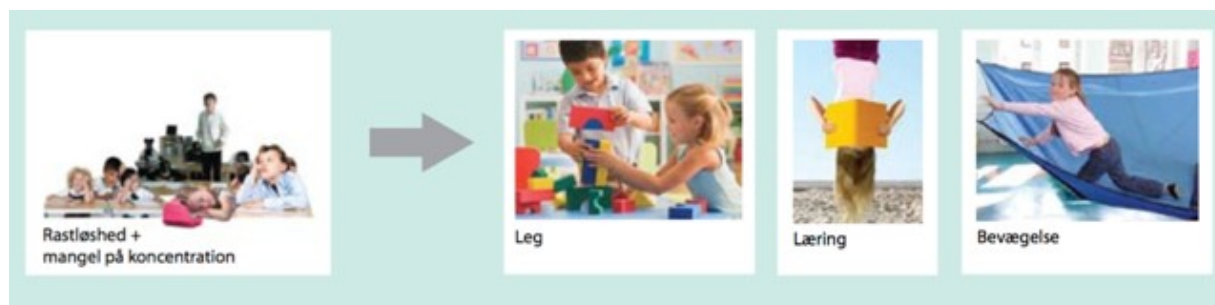 Rastløshed +
mangel på koncentration
Leg
Læring
Bevægelse